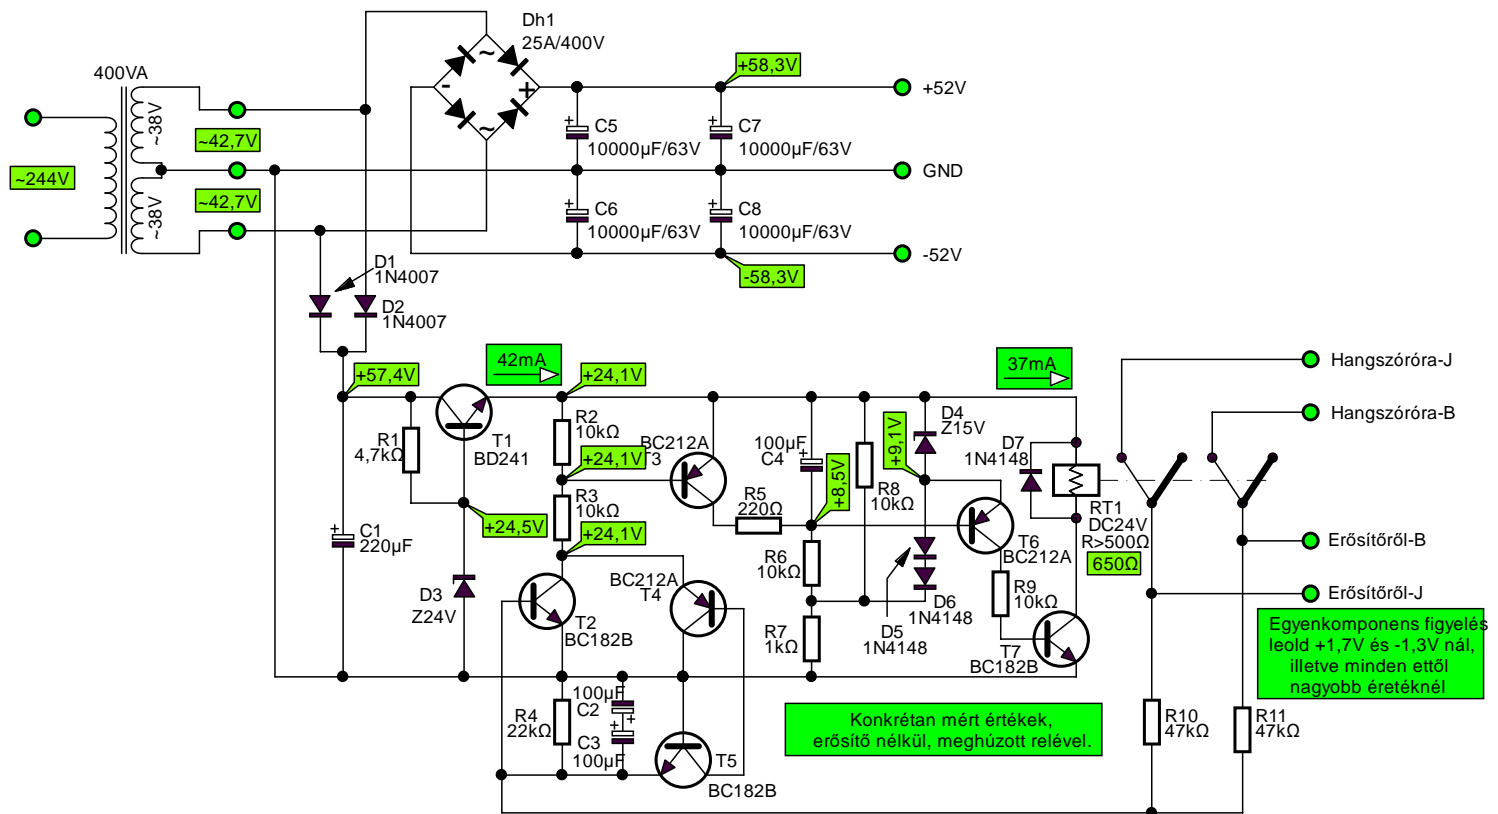 Dh1
25A/400V
400VA
~38V
~38V
~244V
~42,7V
~42,7V
~
~
-
+
+58,3V
+52V
+
C5
10000µF/63V
+
C7
10000µF/63V
GND
+
C6
10000µF/63V
+
C8
10000µF/63V
-58,3V
-52V
D1
1N4007
D2
1N4007
+57,4V
42mA
+24,1V
37mA
R1
4,7kΩ
T1
BD241
R2
10kΩ
+24,1V
BC212A
T3
100µF
C4
+
+8,5V
R8
10kΩ
+9,1V
D4
Z15V
D7
1N4148
RT1
DC24V
R>500Ω
650Ω
+
C1
220µF
+24,5V
R3
10kΩ
+24,1V
R5
220Ω
R6
10kΩ
T6
BC212A
D3
Z24V
T2
BC182B
BC212A
T4
R7
1kΩ
D5
1N4148
D6
1N4148
R9
10kΩ
T7
BC182B
R4
22kΩ
100µF
C2
+
+
C3
100µF
T5
BC182B
Hangszóróra-J
Hangszóróra-B
Erősítőről-B
Erősítőről-J
Egyenkomponens figyelés
leold +1,7V és -1,3V nál,
illetve minden ettől
nagyobb éretéknél
Konkrétan mért értékek,
erősítő nélkül, meghúzott relével.
R10
47kΩ
R11
47kΩ